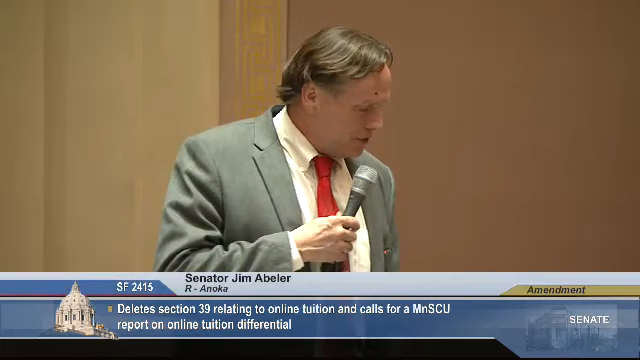 Senator Jim Abeler
SF 2415
R - Anoka
Amendment
Deletes section 39 relating to online tuition and calls for a MnSCU
report on online tuition differential
SENATE